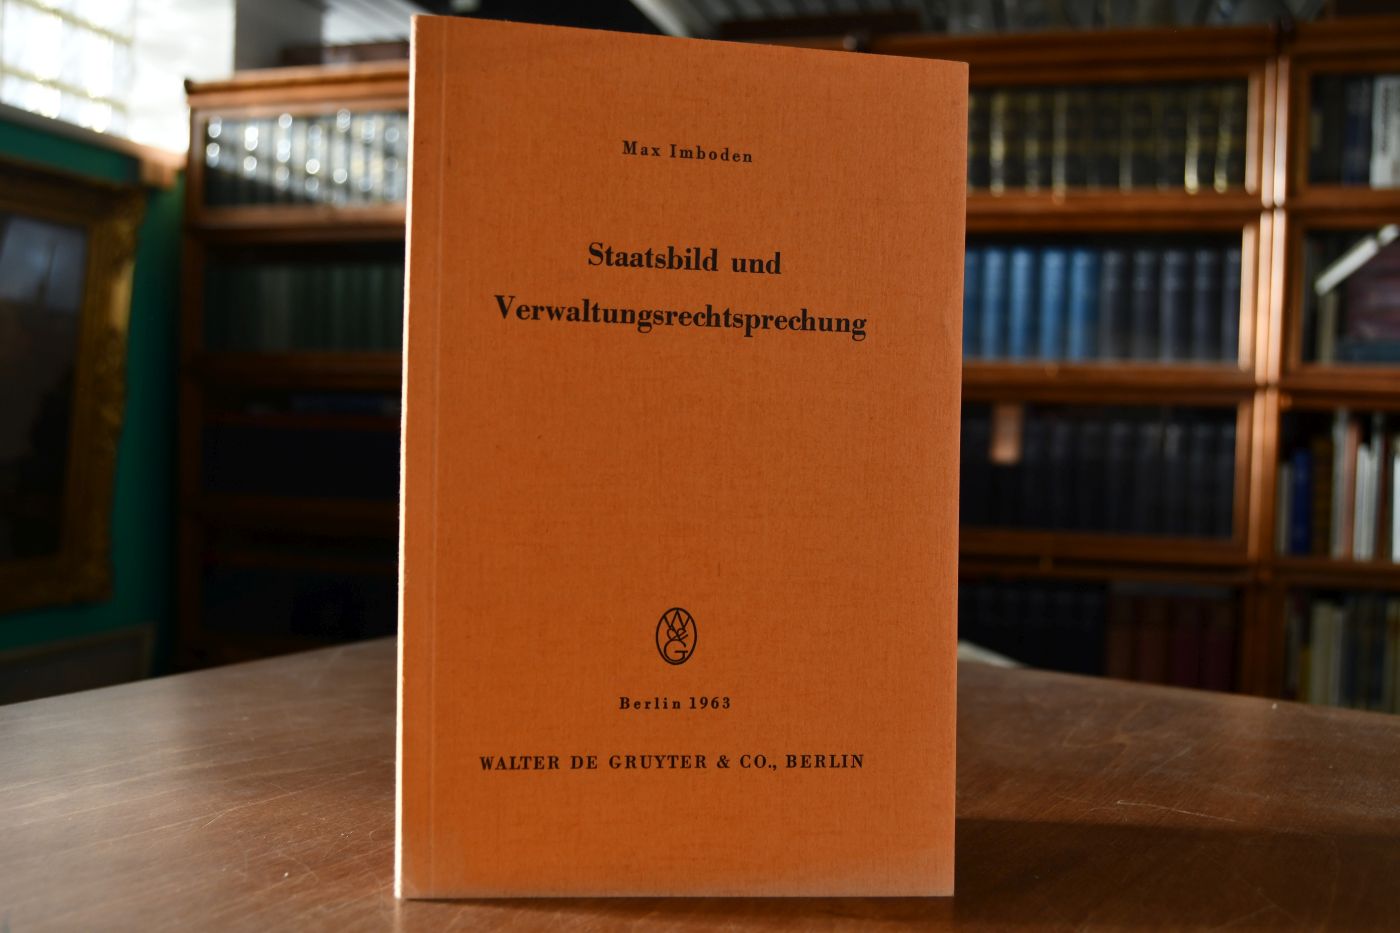 Max Imboden
Staatsbild und
Verwaltungsrechtsprechung
W&G
Berlin 1963
WALTER DE GRUYTER & CO., BERLIN